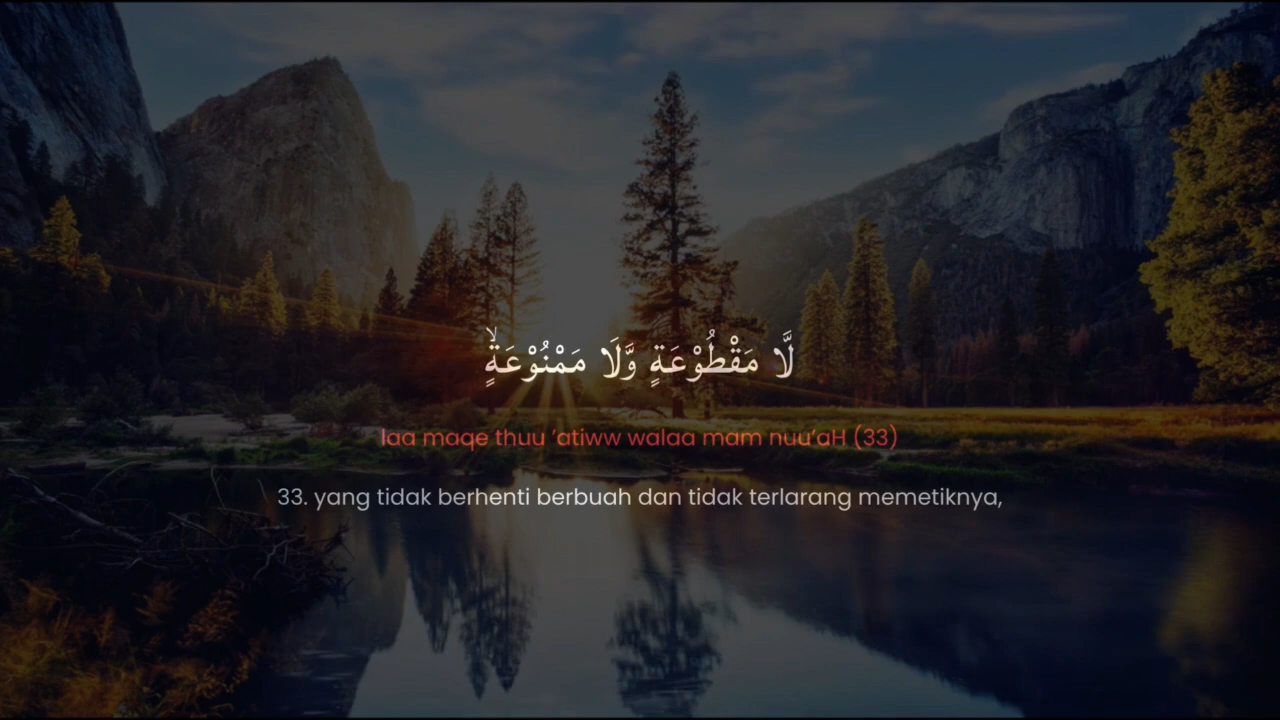 لَّا مَقْطُوْعَةٍ وَّلَا مَمْنُوْعَةٍۙ
laa maqe thuu ‘atiww walaa mam nuu’aH (33)
33. yang tidak berhenti berbuah dan tidak terlarang memetiknya,